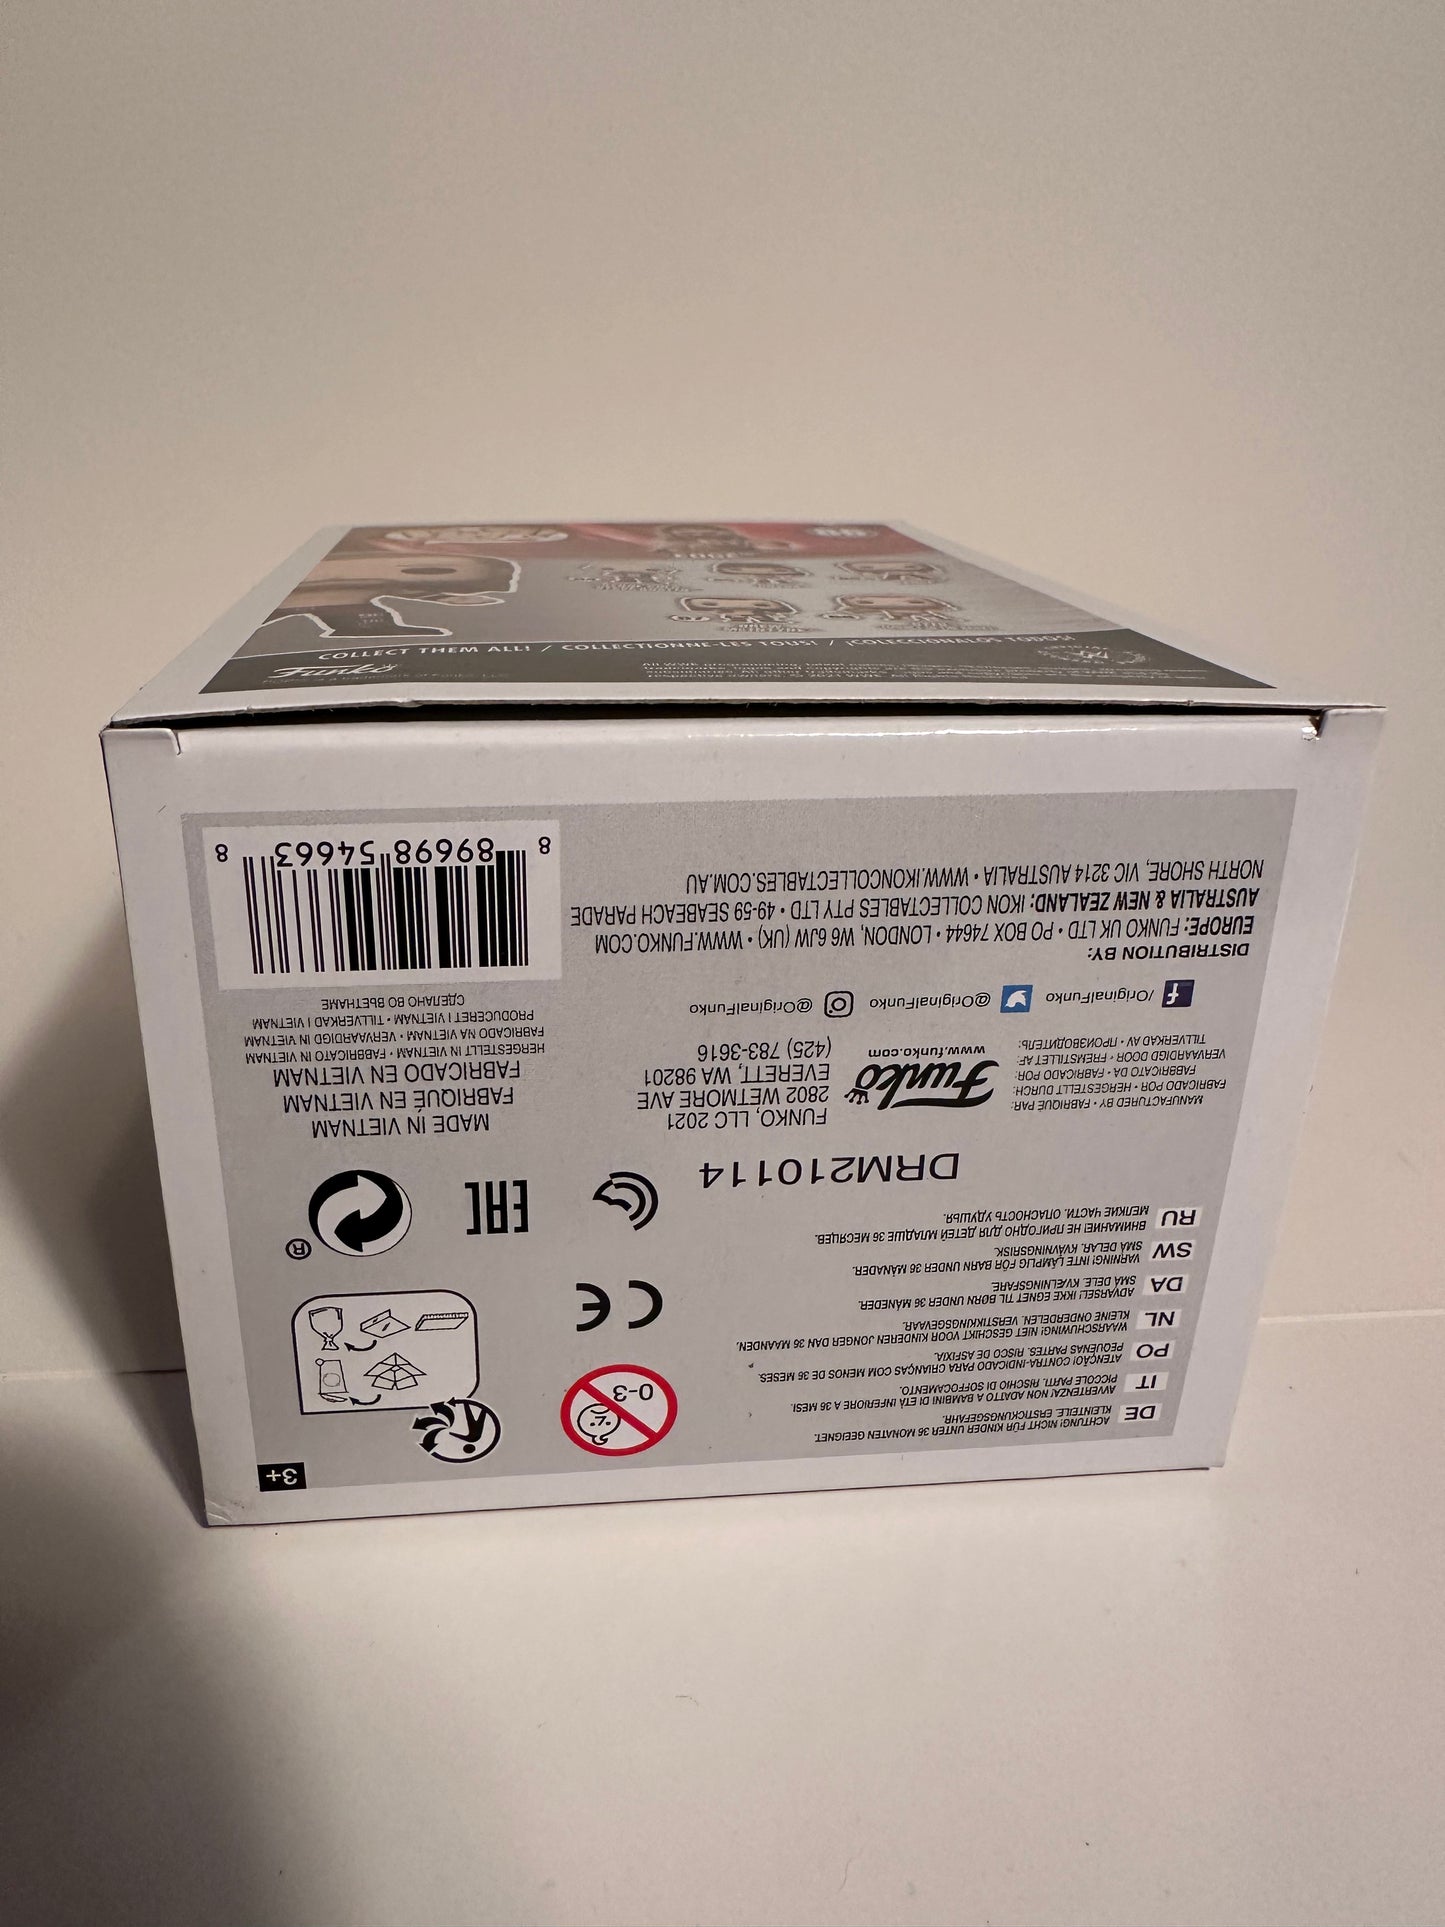 DE
ACHTUNG! NICHT FÜR KINDER UNTER 36 MONATEN GEEIGNET.
KLEINTEILE. ERSTICKUNGSGEFAHR.
IT
AVVERTENZA! NON ADATTO A BAMBINI DI ETÀ INFERIORE A 36 MESI.
PICCOLE PARTI. RISCHIO DI SOFFOCAMENTO.
PO
ATENÇÃO! CONTRA-INDICADO PARA CRIANÇAS COM MENOS DE 36 MESES.
PEQUENAS PARTES. RISCO DE ASFIXIA.
NL
WAARSCHUWING! NIET GESCHIKT VOOR KINDEREN JONGER DAN 36 MAANDEN.
KLEINE ONDERDELEN. VERSTIKKINGSGEVAAR.
DA
ADVARSEL! IKKE EGNET TIL BØRN UNDER 36 MÅNEDER.
SMÅ DELE. KVÆLNINGSFARE.
SW
VARNING! INTE LÄMPLIG FÖR BARN UNDER 36 MÅNADER.
SMÅ DELAR. KVÄVNINGSRISK.
RU
ВНИМАНИЕ! НЕ ПРИГОДНО ДЛЯ ДЕТЕЙ МЛАДШЕ 36 МЕСЯЦЕВ.
МЕЛКИЕ ЧАСТИ. ОПАСНОСТЬ УДУШЬЯ.
0-3
3+
CE
EAC
®
DRM210114
MANUFACTURED BY • FABRIQUÉ PAR:
FABRICADO POR • HERGESTELLT DURCH:
FABBRICATO DA • FABRICADO POR:
VERVAARDIGD DOOR • FREMSTILLET AF:
TILLVERKAD AV • ПРОИЗВОДИТЕЛЬ:
Funko
www.funko.com
FUNKO, LLC 2021
2802 WETMORE AVE
EVERETT, WA 98201
(425) 783-3616
MADE IN VIETNAM
FABRIQUÉ EN VIETNAM
FABRICADO EN VIETNAM
HERGESTELLT IN VIETNAM • FABBRICATO IN VIETNAM
FABRICADO NA VIETNAM • VERVAARDIGD IN VIETNAM
PRODUCERET I VIETNAM • TILLVERKAD I VIETNAM
СДЕЛАНО ВО ВЬЕТНАМЕ
f /OriginalFunko @OriginalFunko @OriginalFunko
DISTRIBUTION BY:
EUROPE: FUNKO UK LTD • PO BOX 74644 • LONDON, W6 6JW (UK) • WWW.FUNKO.COM
AUSTRALIA & NEW ZEALAND: IKON COLLECTABLES PTY LTD • 49-59 SEABEACH PARADE
NORTH SHORE, VIC 3214 AUSTRALIA • WWW.IKONCOLLECTABLES.COM.AU
8 89698 54663 8
EDGE™
COLLECT THEM ALL! / COLLECTIONNE-LES TOUS! / ¡COLECCIONALOS TODOS!
Funko